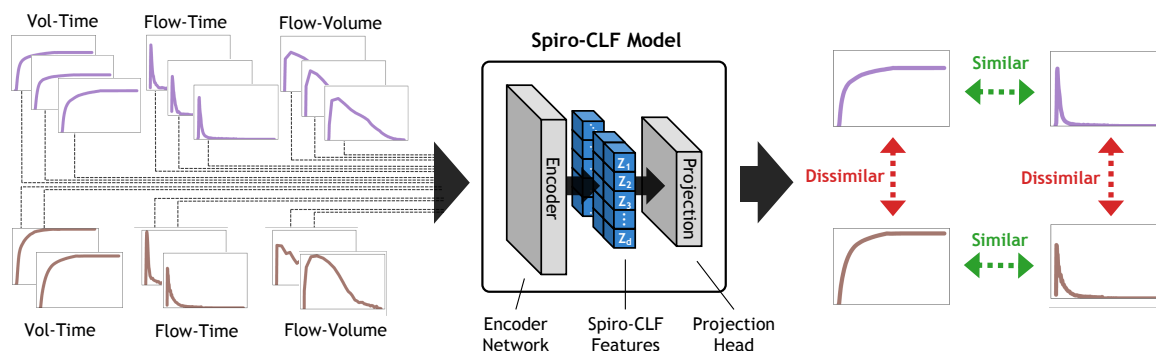 Vol-Time
Flow-Time
Flow-Volume
Vol-Time
Flow-Time
Flow-Volume
Spiro-CLF Model
Encoder
Z1
Z2
Z3
⋮
Zd
Projection
Encoder
Network
Spiro-CLF
Features
Projection
Head
Similar
Dissimilar
Dissimilar
Similar